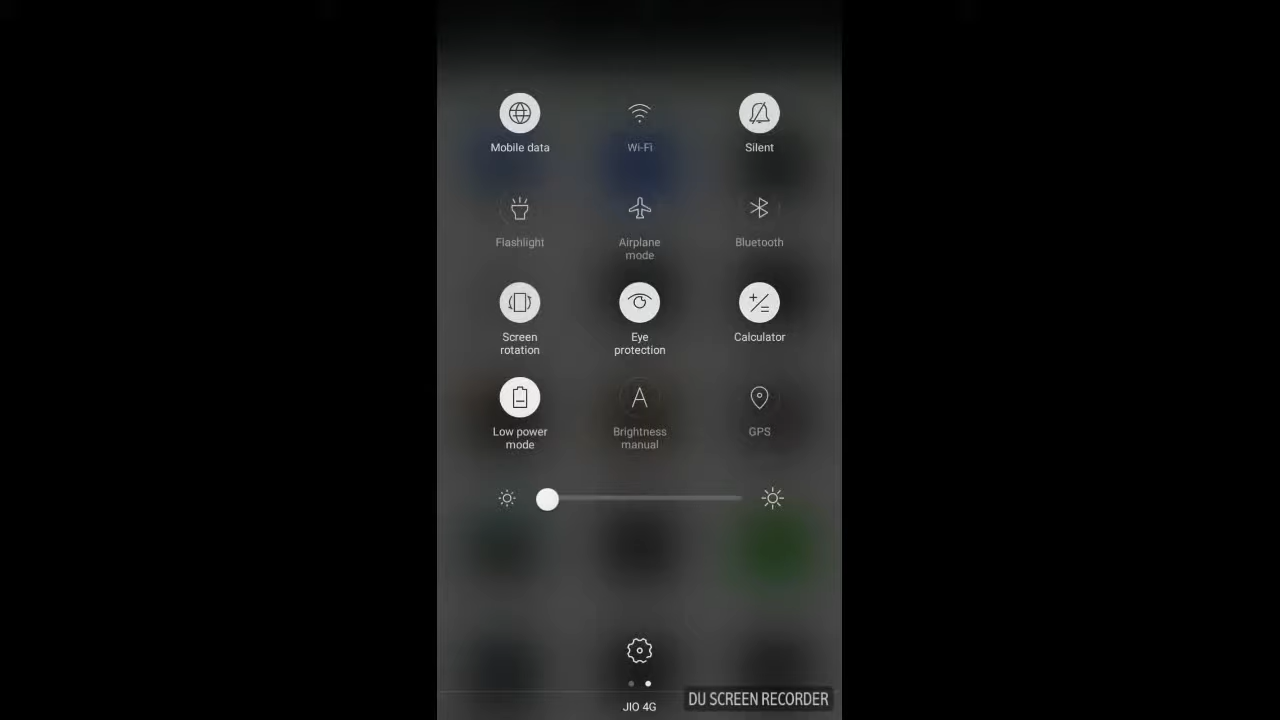 Mobile data
Wi-Fi
Silent
Flashlight
Airplane
mode
Bluetooth
Screen
rotation
Eye
protection
Calculator
Low power
mode
Brightness
manual
GPS
JIO 4G
DU SCREEN RECORDER